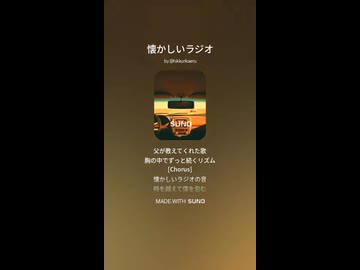 懐かしいラジオ
by @hikkurikaeru
SUNO
父が教えてくれた歌
胸の中でずっと続くリズム
[Chorus]
懐かしいラジオの音
時を越えて僕を包む
MADE WITH SUNO